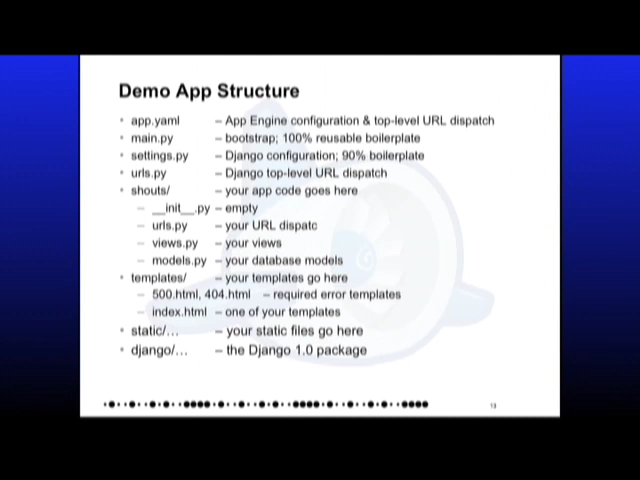 Demo App Structure
• app.yaml – App Engine configuration & top-level URL dispatch
• main.py – bootstrap; 100% reusable boilerplate
• settings.py – Django configuration; 90% boilerplate
• urls.py – Django top-level URL dispatch
• shouts/ – your app code goes here
– __init__.py – empty
– urls.py – your URL dispatc
– views.py – your views
– models.py – your database models
• templates/ – your templates go here
– 500.html, 404.html – required error templates
– index.html – one of your templates
• static/… – your static files go here
• django/… – the Django 1.0 package
13